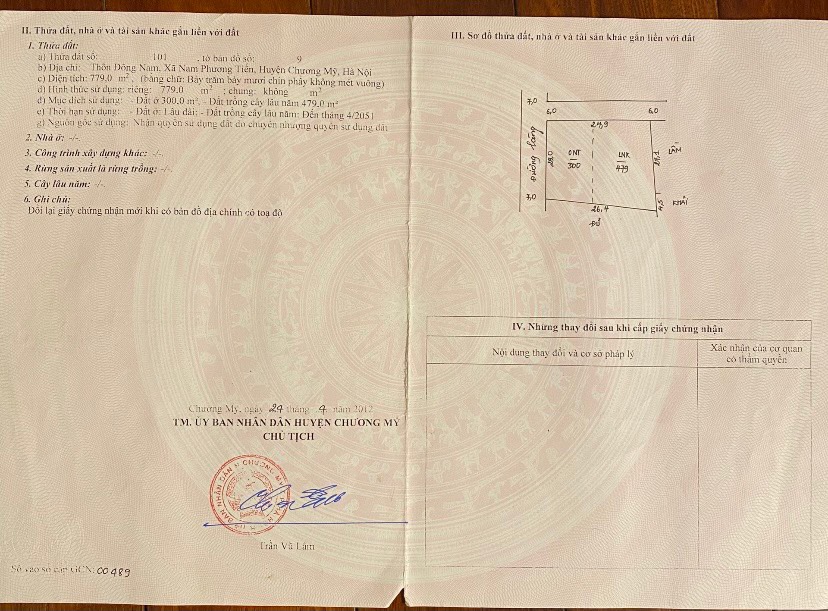 II. Thửa đất, nhà ở và tài sản khác gắn liền với đất
1. Thửa đất:
a) Thửa đất số: 101 , tờ bản đồ số: 9
b) Địa chỉ: Thôn Đông Nam, Xã Nam Phương Tiến, Huyện Chương Mỹ, Hà Nội
c) Diện tích: 779.0 m², (bằng chữ: Bảy trăm bảy mươi chín phẩy không mét vuông)
d) Hình thức sử dụng: riêng: 779.0 m² ; chung: không m²
đ) Mục đích sử dụng: - Đất ở 300.0 m², - Đất trồng cây lâu năm 479.0 m²
e) Thời hạn sử dụng: - Đất ở: Lâu dài; - Đất trồng cây lâu năm: Đến tháng 4/2051
g) Nguồn gốc sử dụng: Nhận quyền sử dụng đất do chuyển nhượng quyền sử dụng đất
2. Nhà ở: -/-.
3. Công trình xây dựng khác: -/-.
4. Rừng sản xuất là rừng trồng: -/-.
5. Cây lâu năm: -/-.
6. Ghi chú:
Đổi lại giấy chứng nhận mới khi có bản đồ địa chính có toạ độ
Chương Mỹ, ngày 24 tháng 4 năm 2012
TM. ỦY BAN NHÂN DÂN HUYỆN CHƯƠNG MỸ
CHỦ TỊCH
Trần Vũ Lâm
Số vào sổ cấp GCN: 00489
III. Sơ đồ thửa đất, nhà ở và tài sản khác gắn liền với đất
7,0
6,0
6,0
Đường làng
28,0
ONT
300
LNK
479
LÂM
7,0
26,4
4,5
KHẢI
IV. Những thay đổi sau khi cấp giấy chứng nhận
Nội dung thay đổi và cơ sở pháp lý
Xác nhận của cơ quan
có thẩm quyền